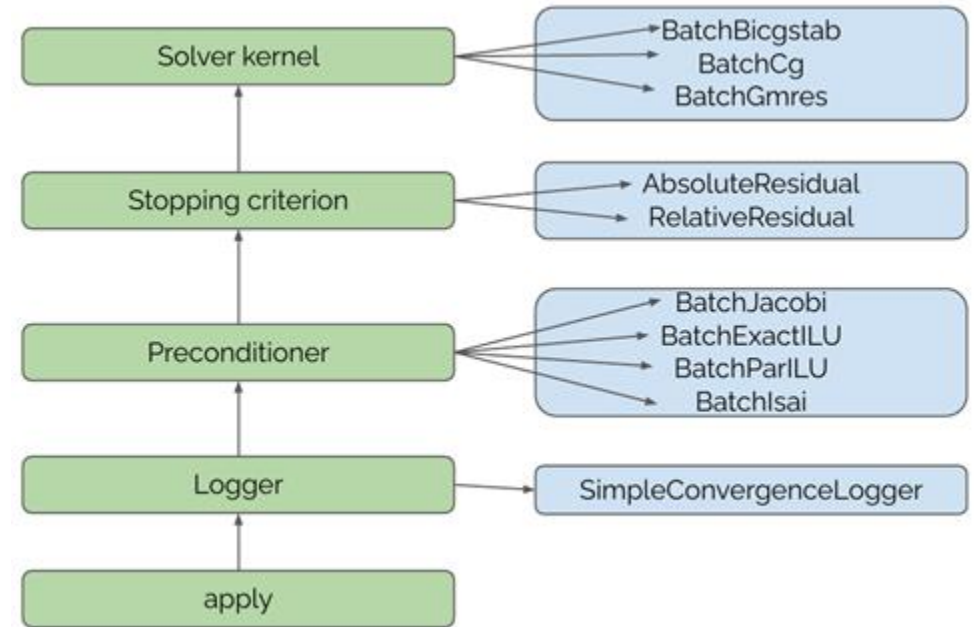 Solver kernel
BatchBicgstab
BatchCg
BatchGmres
Stopping criterion
AbsoluteResidual
RelativeResidual
Preconditioner
BatchJacobi
BatchExactILU
BatchParILU
BatchIsai
Logger
SimpleConvergenceLogger
apply